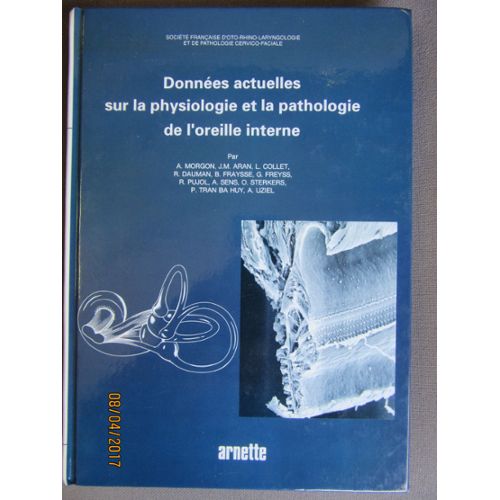 SOCIÉTÉ FRANÇAISE D'OTO-RHINO-LARYNGOLOGIE
ET DE PATHOLOGIE CERVICO-FACIALE
Données actuelles
sur la physiologie et la pathologie
de l'oreille interne
Par
A. MORGON, J.M. ARAN, L. COLLET,
R. DAUMAN, B. FRAYSSE, G. FREYSS,
R. PUJOL, A. SENS, O. STERKERS,
P. TRAN BA HUY, A. UZIEL
arnette
08/04/2017